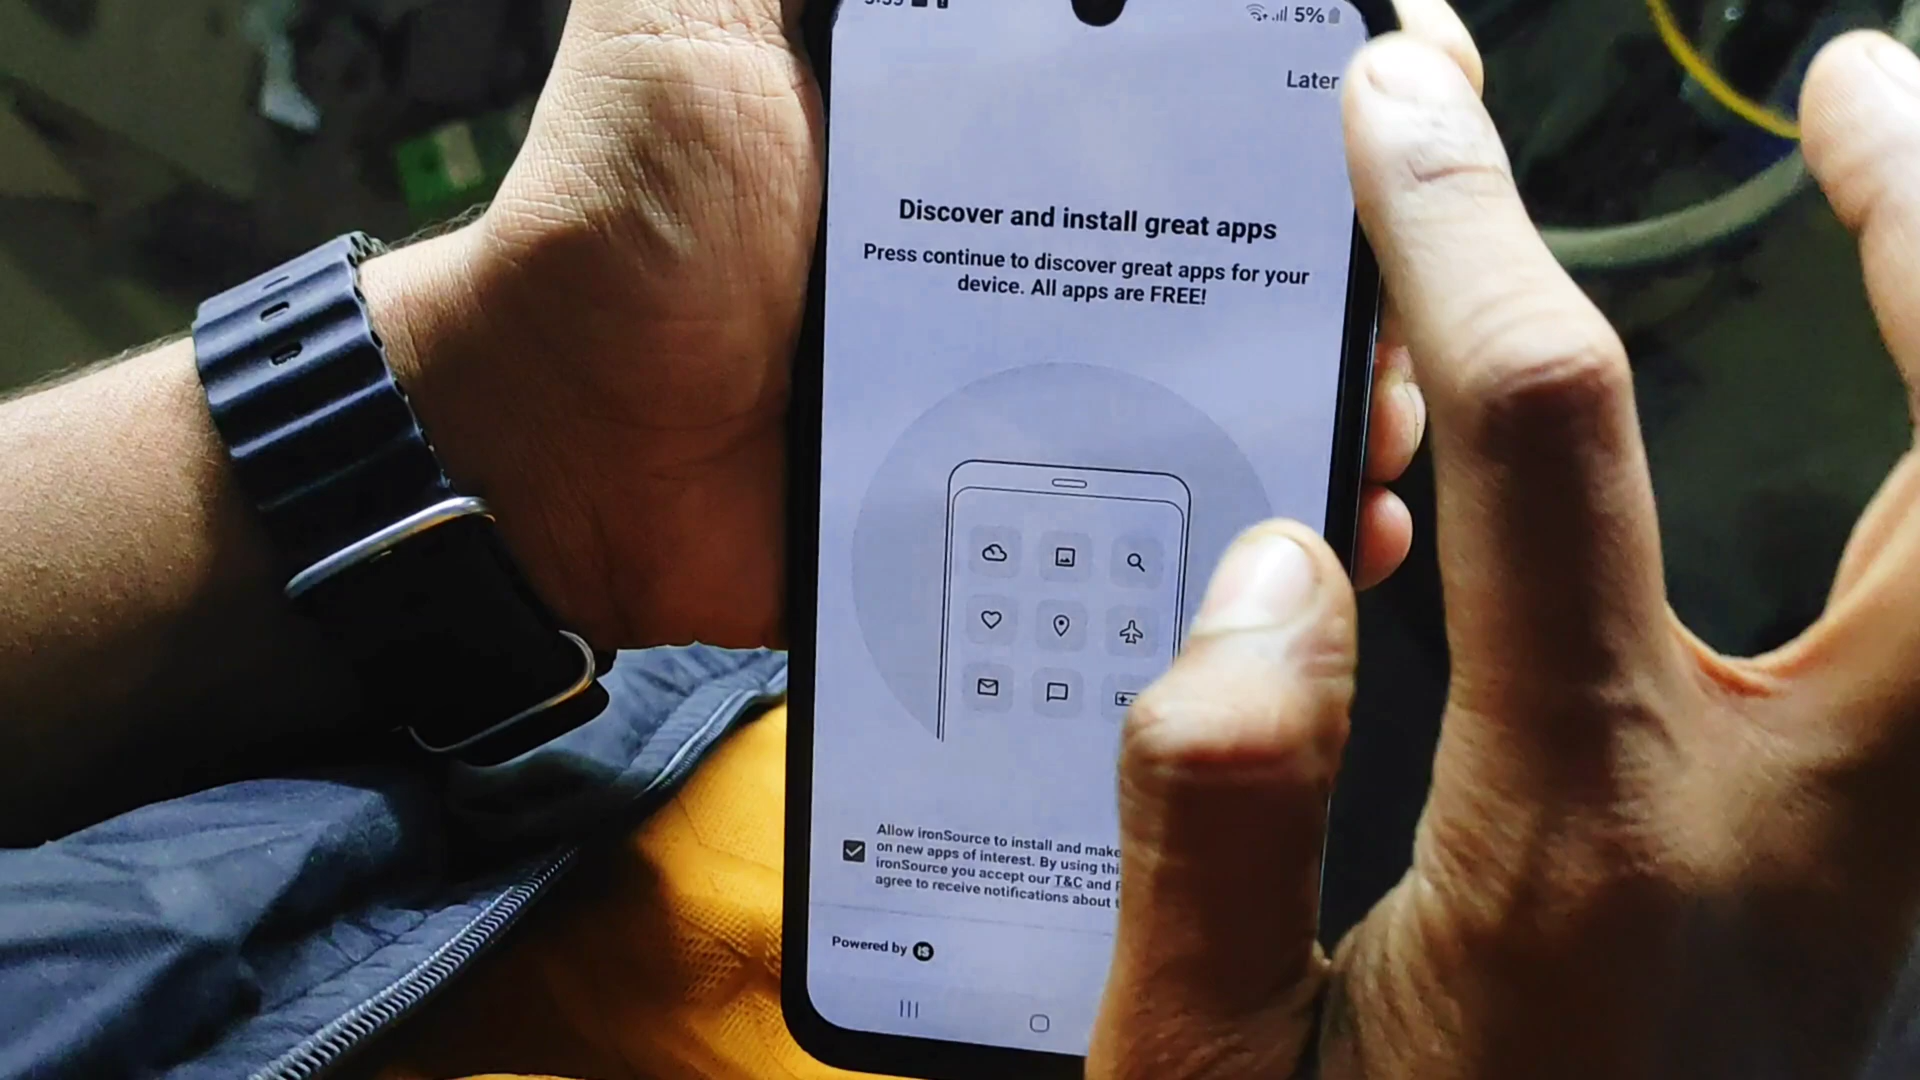 5%
Later
Discover and install great apps
Press continue to discover great apps for your
device. All apps are FREE!
Allow ironSource to install and make
on new apps of interest. By using
ironSource you accept our T&C and
agree to receive notifications about
Powered by iS